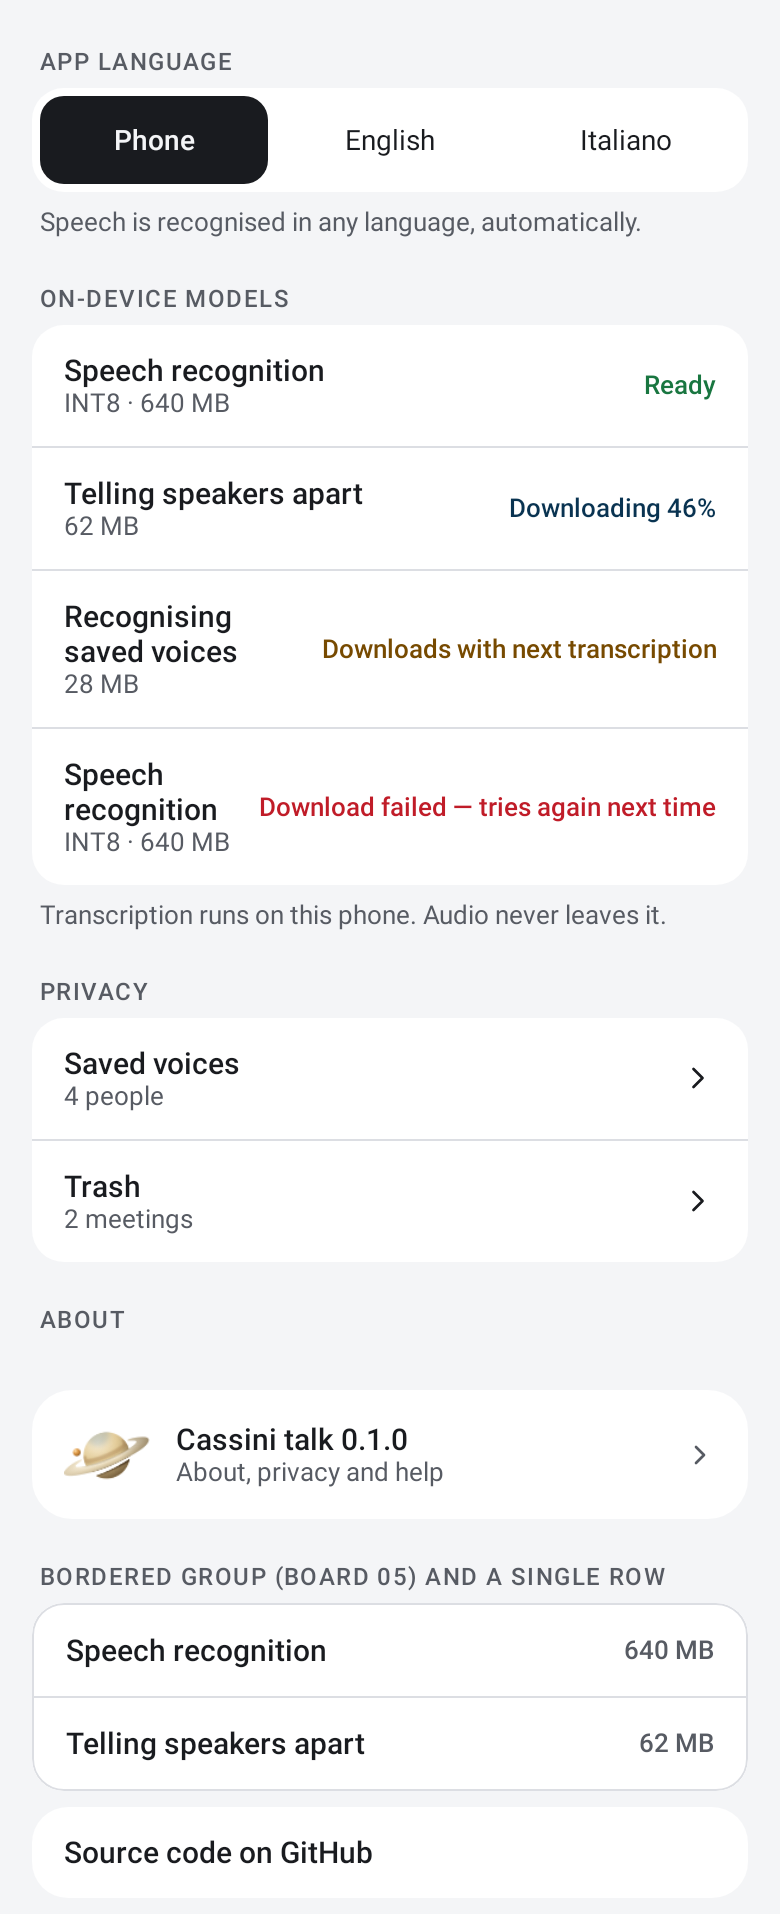 APP LANGUAGE
Phone English Italiano
Speech is recognised in any language, automatically.
ON-DEVICE MODELS
Speech recognition
INT8 · 640 MB
Ready
Telling speakers apart
62 MB
Downloading 46%
Recognising
saved voices
28 MB
Downloads with next transcription
Speech
recognition
INT8 · 640 MB
Download failed — tries again next time
Transcription runs on this phone. Audio never leaves it.
PRIVACY
Saved voices
4 people
Trash
2 meetings
ABOUT
Cassini talk 0.1.0
About, privacy and help
BORDERED GROUP (BOARD 05) AND A SINGLE ROW
Speech recognition 640 MB
Telling speakers apart 62 MB
Source code on GitHub